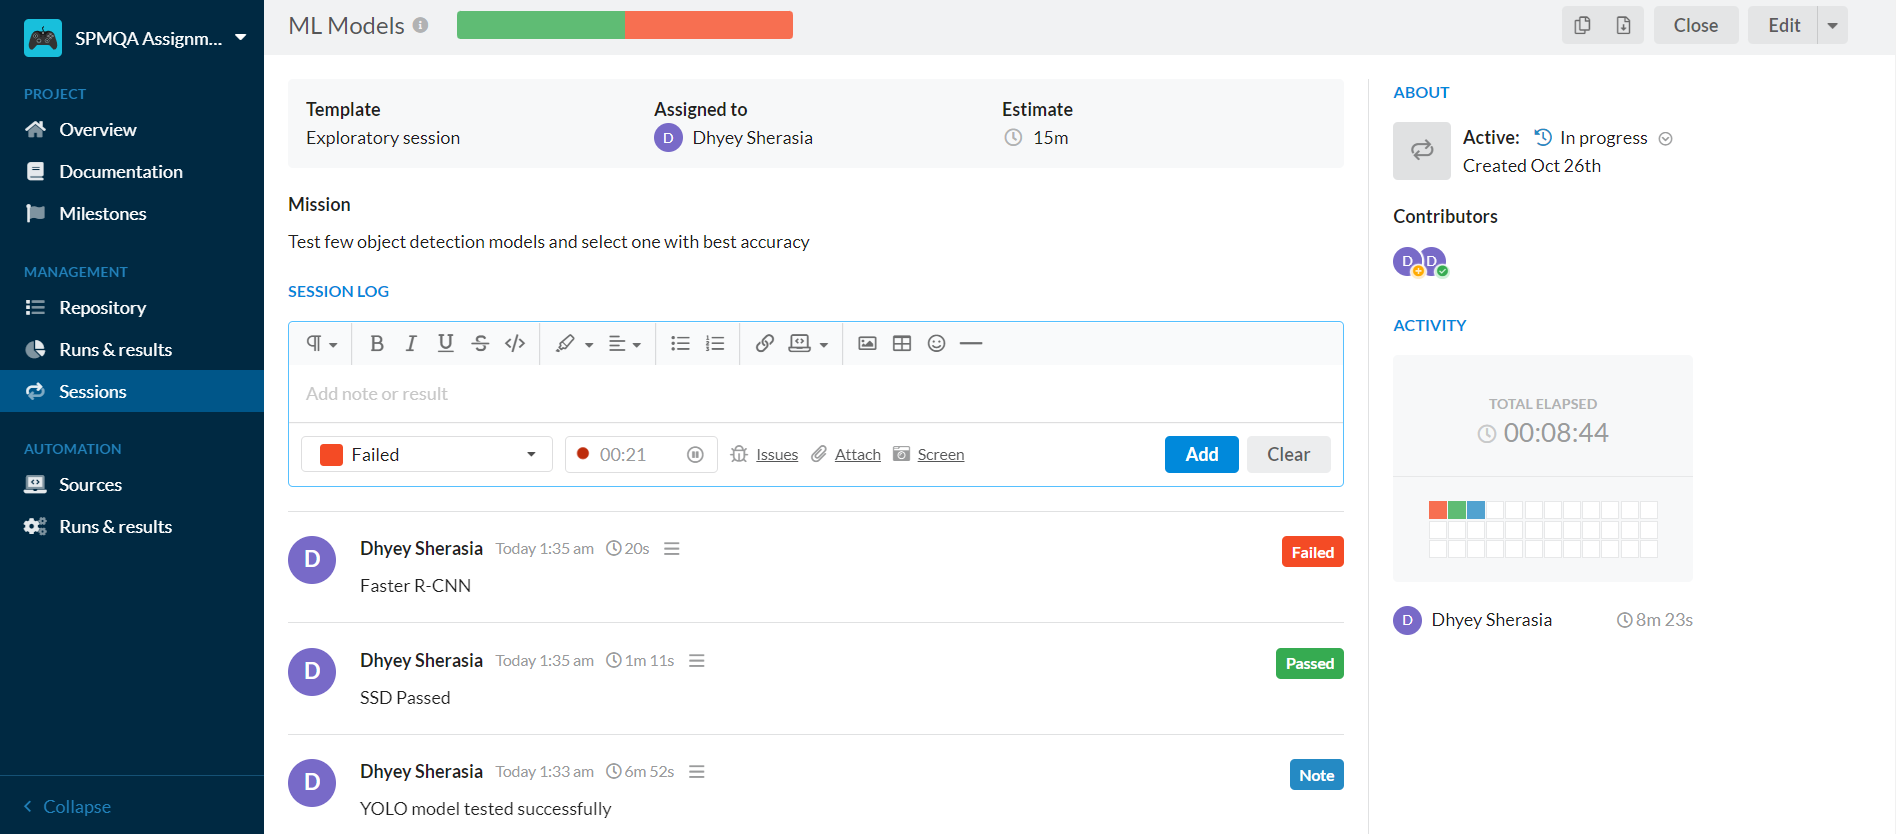 SPMQA Assignm...
PROJECT
Overview
Documentation
Milestones
MANAGEMENT
Repository
Runs & results
Sessions
AUTOMATION
Sources
Runs & results
Collapse
ML Models
Close
Edit
Template
Exploratory session
Assigned to
D Dhyey Sherasia
Estimate
15m
Mission
Test few object detection models and select one with best accuracy
SESSION LOG
Add note or result
Failed
00:21
Issues
Attach
Screen
Add
Clear
D
Dhyey Sherasia Today 1:35 am 20s
Failed
Faster R-CNN
D
Dhyey Sherasia Today 1:35 am 1m 11s
Passed
SSD Passed
D
Dhyey Sherasia Today 1:33 am 6m 52s
Note
YOLO model tested successfully
ABOUT
Active: In progress
Created Oct 26th
Contributors
D D
ACTIVITY
TOTAL ELAPSED
00:08:44
D Dhyey Sherasia 8m 23s